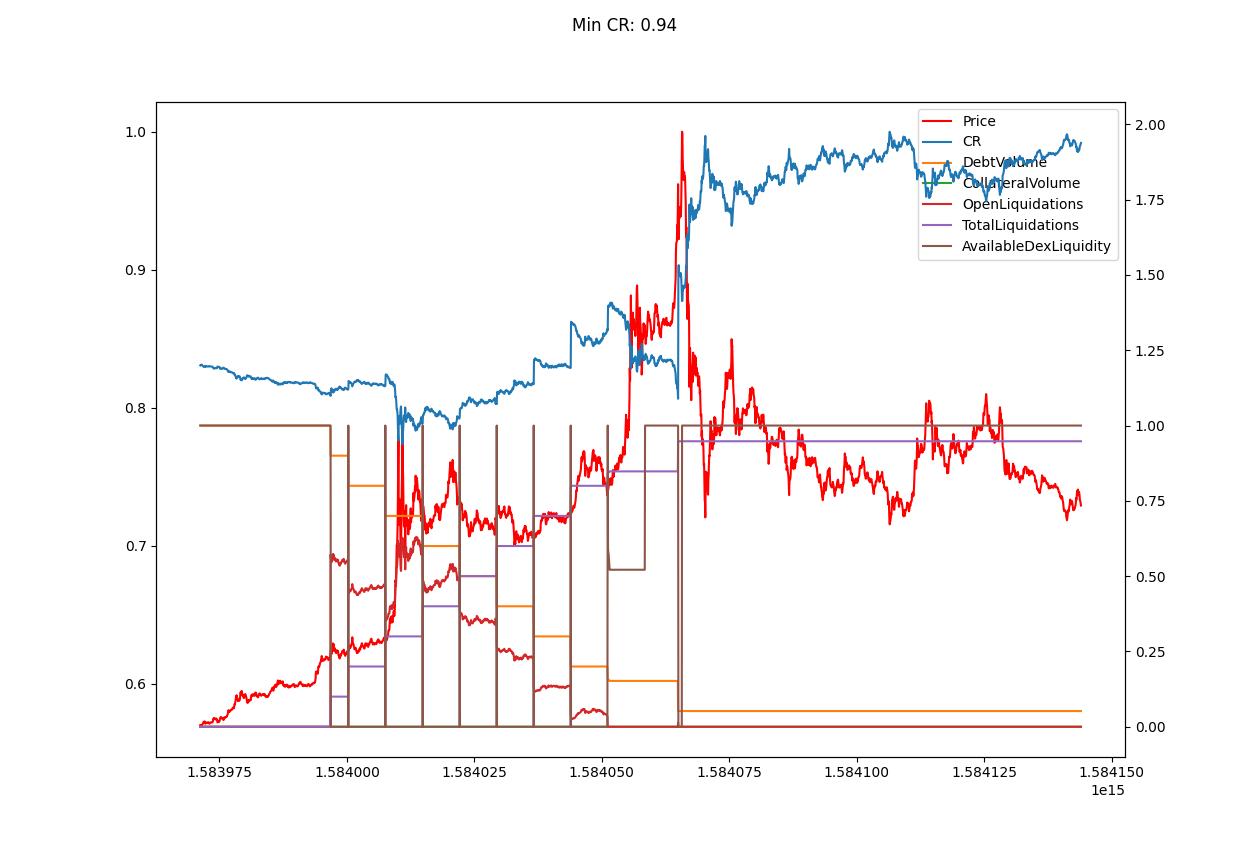 Min CR: 0.94
1.0
0.9
0.8
0.7
0.6
2.00
1.75
1.50
1.25
1.00
0.75
0.50
0.25
0.00
Price
CR
DebtVolume
CollateralVolume
OpenLiquidations
TotalLiquidations
AvailableDexLiquidity
1.583975 1.584000 1.584025 1.584050 1.584075 1.584100 1.584125 1.584150
1e15